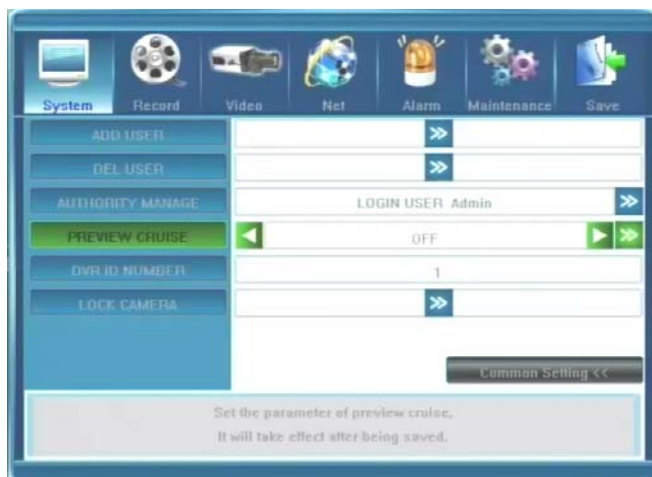 System Record Video Net Alarm Maintenance Save
ADD USER
DEL USER
AUTHORITY MANAGE LOGIN USER Admin
PREVIEW CRUISE OFF
DVR ID NUMBER 1
LOCK CAMERA
Common Setting <<
Set the parameter of preview cruise,
It will take effect after being saved.